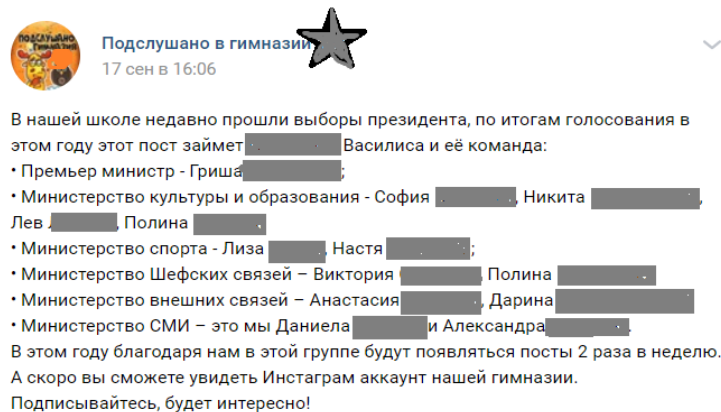 ПОДСЛУШАНО
ГИМНАЗИЯ
Подслушано в гимназии
17 сен в 16:06
В нашей школе недавно прошли выборы президента, по итогам голосования в
этом году этот пост займет Василиса и её команда:
• Премьер министр - Гриша ;
• Министерство культуры и образования - София , Никита ,
Лев , Полина
• Министерство спорта - Лиза , Настя ;
• Министерство Шефских связей – Виктория , Полина
• Министерство внешних связей – Анастасия , Дарина
• Министерство СМИ – это мы Даниела и Александра .
В этом году благодаря нам в этой группе будут появляться посты 2 раза в неделю.
А скоро вы сможете увидеть Инстаграм аккаунт нашей гимназии.
Подписывайтесь, будет интересно!